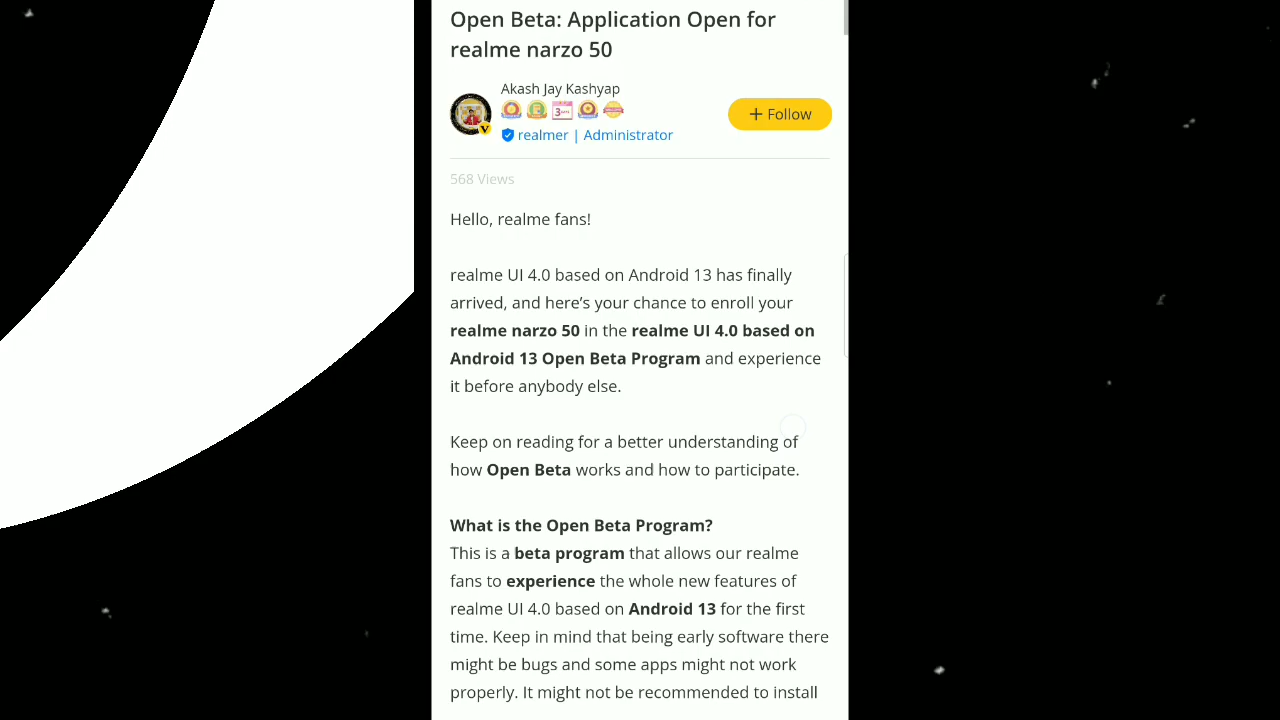 Open Beta: Application Open for
realme narzo 50
Akash Jay Kashyap
+ Follow
realmer | Administrator
568 Views
Hello, realme fans!
realme UI 4.0 based on Android 13 has finally
arrived, and here’s your chance to enroll your
realme narzo 50 in the realme UI 4.0 based on
Android 13 Open Beta Program and experience
it before anybody else.
Keep on reading for a better understanding of
how Open Beta works and how to participate.
What is the Open Beta Program?
This is a beta program that allows our realme
fans to experience the whole new features of
realme UI 4.0 based on Android 13 for the first
time. Keep in mind that being early software there
might be bugs and some apps might not work
properly. It might not be recommended to install